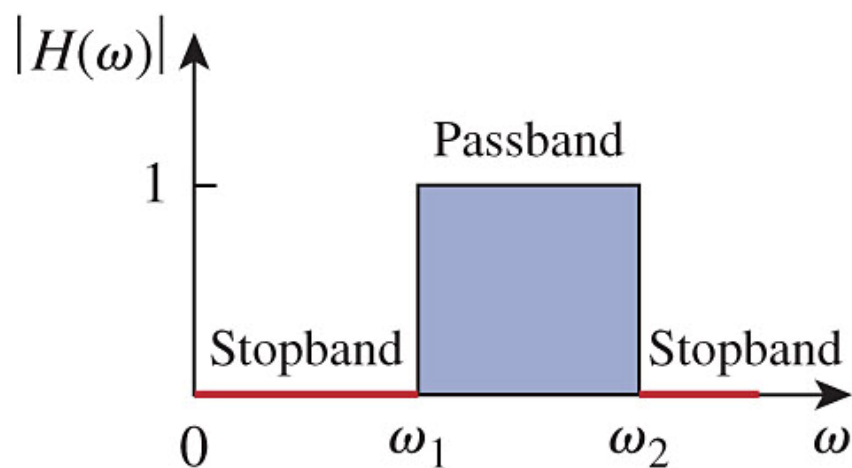 |H(ω)|
Passband
1
Stopband Stopband
0 ω1 ω2 ω